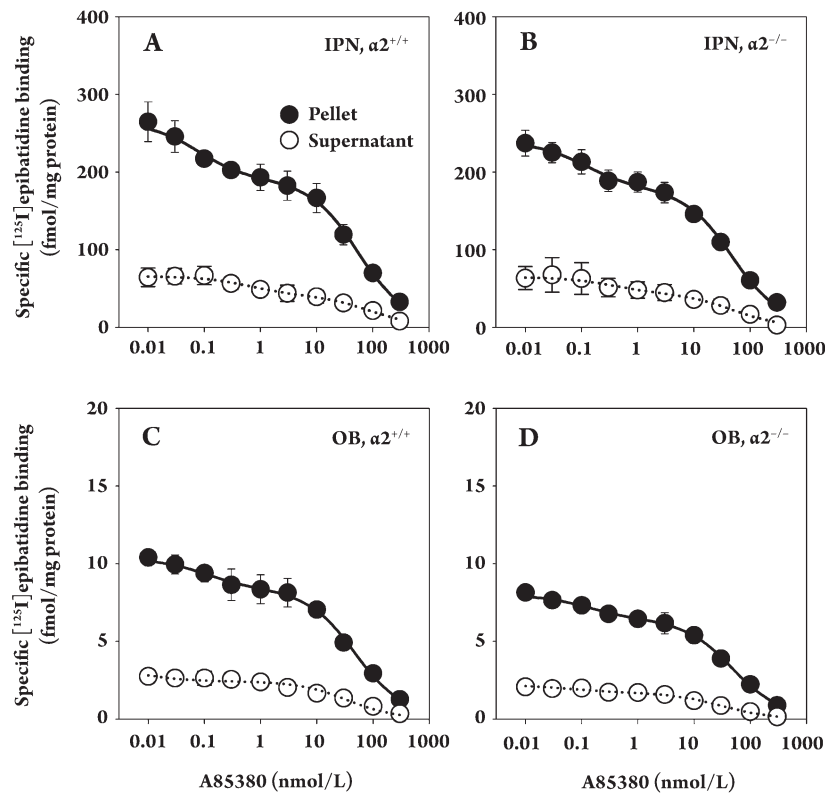 400
300
200
100
0
Specific [¹²⁵I]epibatidine binding
(fmol/mg protein)
A
IPN, α2⁺/⁺
Pellet
Supernatant
0.01 0.1 1 10 100 1000
400
300
200
100
0
B
IPN, α2⁻/⁻
0.01 0.1 1 10 100 1000
20
15
10
5
0
Specific [¹²⁵I]epibatidine binding
(fmol/mg protein)
C
OB, α2⁺/⁺
0.01 0.1 1 10 100 1000
A85380 (nmol/L)
20
15
10
5
0
D
OB, α2⁻/⁻
0.01 0.1 1 10 100 1000
A85380 (nmol/L)